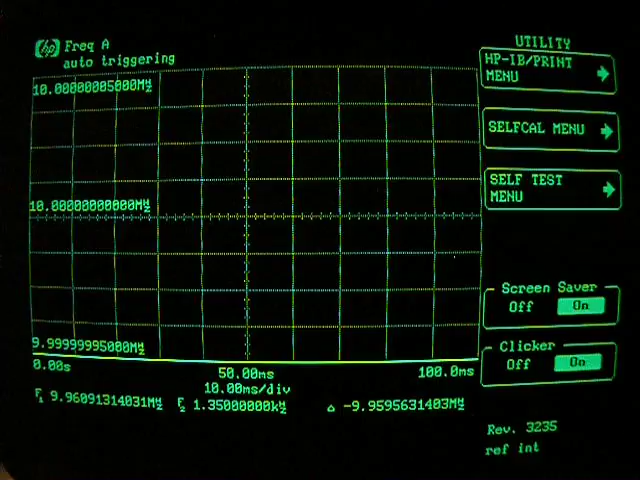 hp Freq A
auto triggering
10.00000005000MHz
10.00000000000MHz
9.99999995000MHz
0.00s 50.00ms 100.0ms
10.00ms/div
F1 9.96091314031MHz F2 1.35000000kHz △ -9.9595631403MHz
UTILITY
HP-IB/PRINT
MENU
SELFCAL MENU
SELF TEST
MENU
Screen Saver
Off On
Clicker
Off On
Rev. 3235
ref int